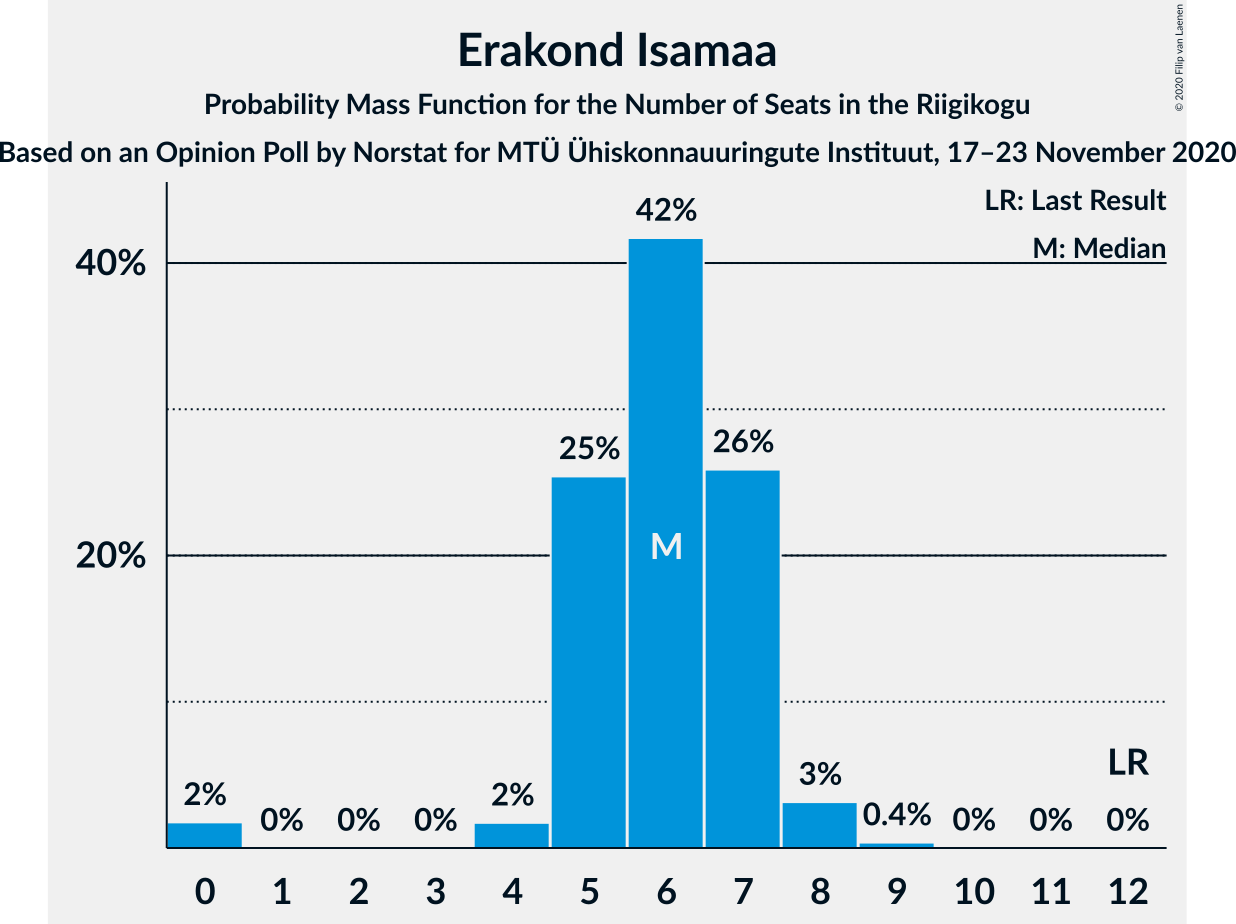 Erakond Isamaa
Probability Mass Function for the Number of Seats in the Riigikogu
Based on an Opinion Poll by Norstat for MTÜ Ühiskonnauuringute Instituut, 17–23 November 2020
© 2020 Filip van Laenen
LR: Last Result
M: Median
42%
40%
25%
26%
M
20%
LR
2%
0%
0%
0%
2%
3%
0.4%
0%
0%
0%
0 1 2 3 4 5 6 7 8 9 10 11 12